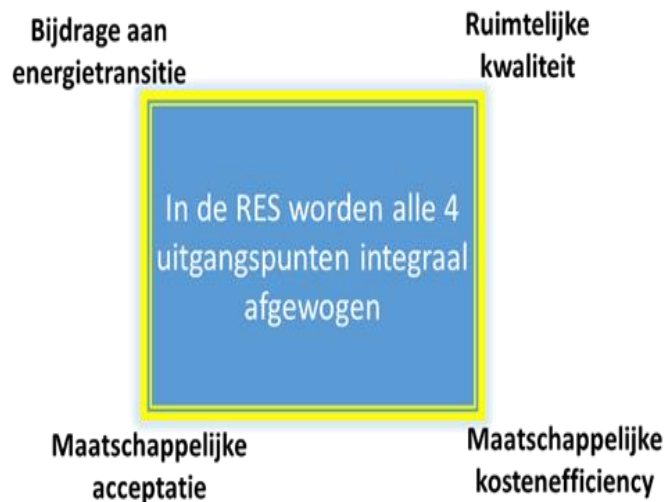 Bijdrage aan
energietransitie
Ruimtelijke
kwaliteit
In de RES worden alle 4
uitgangspunten integraal
afgewogen
Maatschappelijke
acceptatie
Maatschappelijke
kostenefficiency